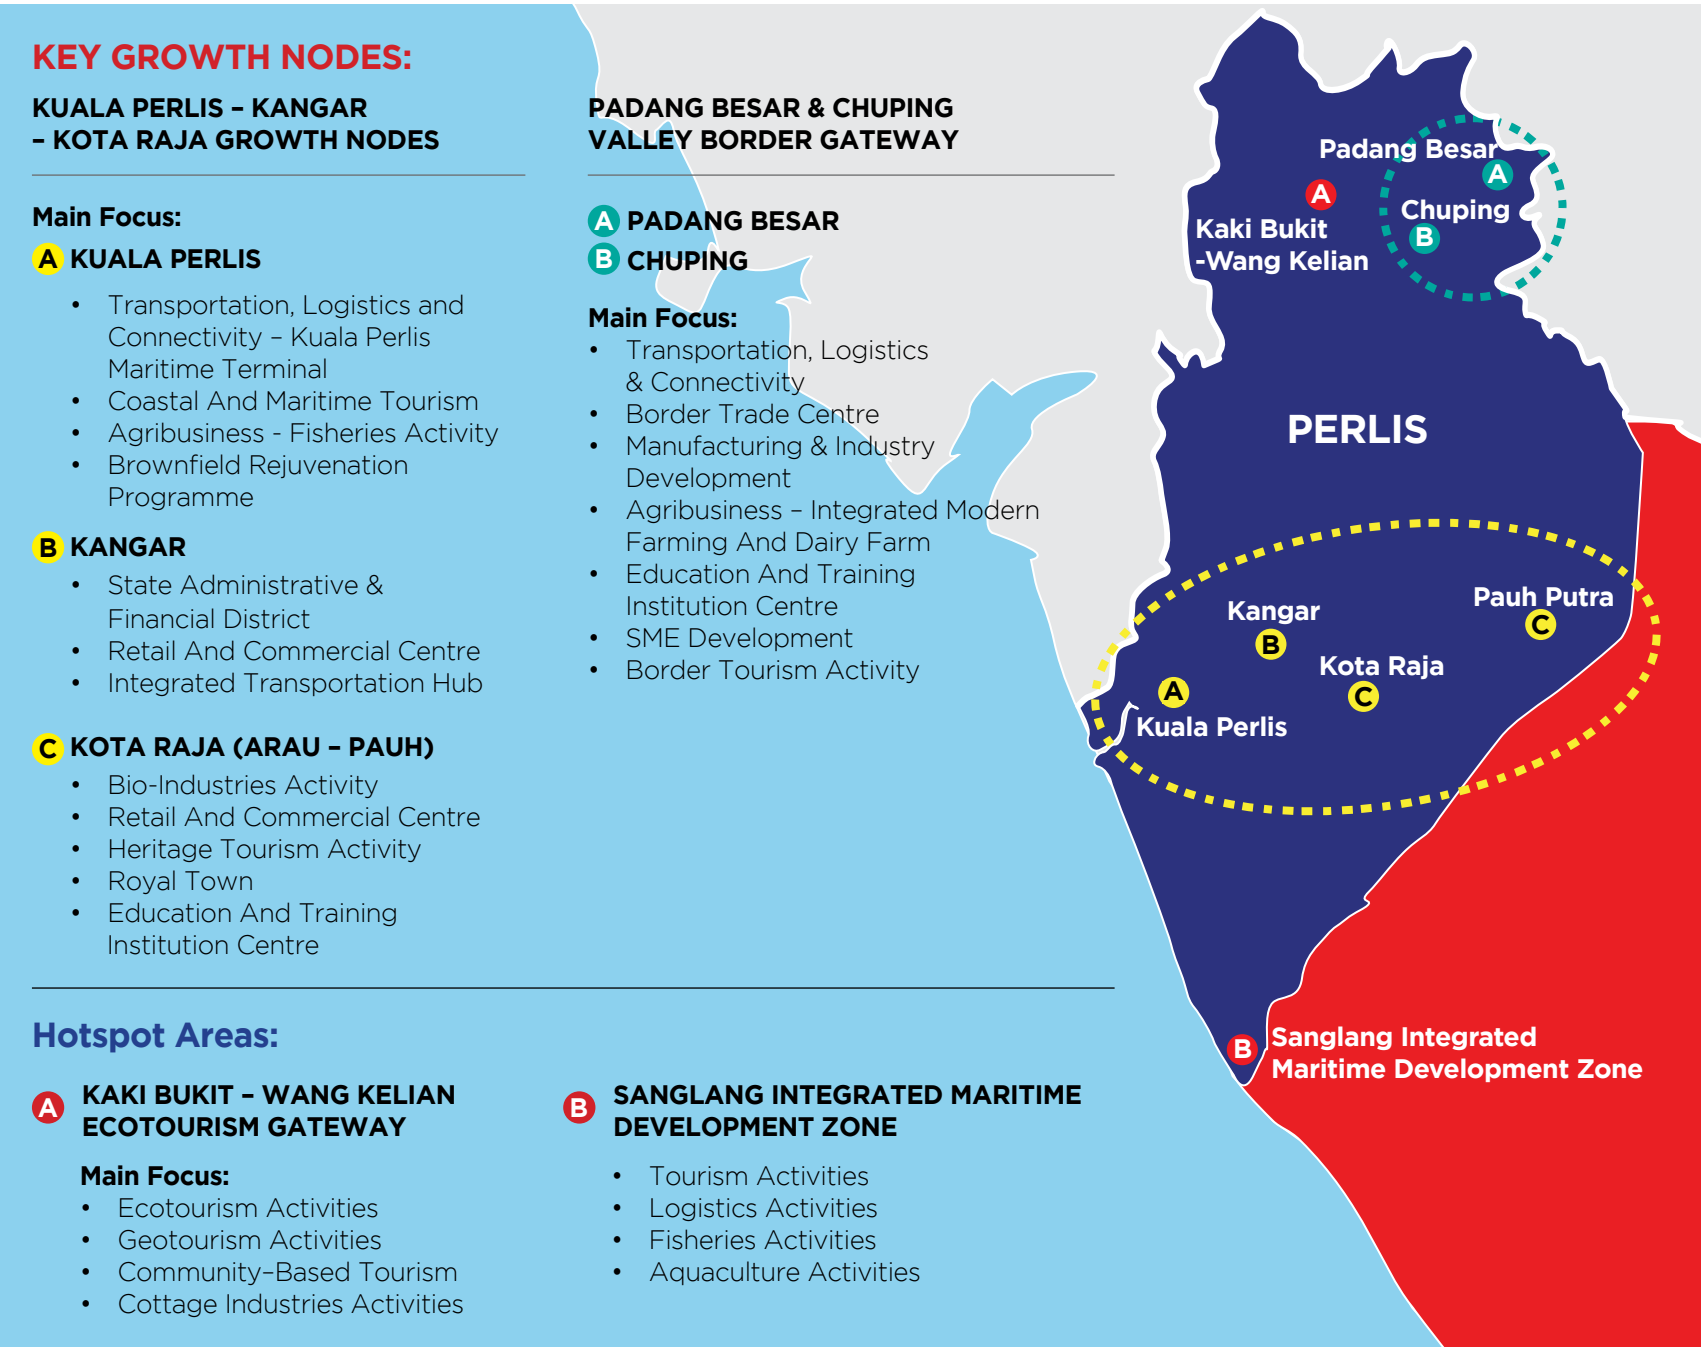 KEY GROWTH NODES:
KUALA PERLIS – KANGAR
– KOTA RAJA GROWTH NODES
Main Focus:
A KUALA PERLIS
• Transportation, Logistics and
Connectivity – Kuala Perlis
Maritime Terminal
• Coastal And Maritime Tourism
• Agribusiness - Fisheries Activity
• Brownfield Rejuvenation
Programme
B KANGAR
• State Administrative &
Financial District
• Retail And Commercial Centre
• Integrated Transportation Hub
C KOTA RAJA (ARAU – PAUH)
• Bio-Industries Activity
• Retail And Commercial Centre
• Heritage Tourism Activity
• Royal Town
• Education And Training
Institution Centre
PADANG BESAR & CHUPING
VALLEY BORDER GATEWAY
A PADANG BESAR
B CHUPING
Main Focus:
• Transportation, Logistics
& Connectivity
• Border Trade Centre
• Manufacturing & Industry
Development
• Agribusiness – Integrated Modern
Farming And Dairy Farm
• Education And Training
Institution Centre
• SME Development
• Border Tourism Activity
Hotspot Areas:
A KAKI BUKIT – WANG KELIAN
ECOTOURISM GATEWAY
Main Focus:
• Ecotourism Activities
• Geotourism Activities
• Community–Based Tourism
• Cottage Industries Activities
B SANGLANG INTEGRATED MARITIME
DEVELOPMENT ZONE
• Tourism Activities
• Logistics Activities
• Fisheries Activities
• Aquaculture Activities
Padang Besar
A
A
Chuping
B
Kaki Bukit
-Wang Kelian
PERLIS
Pauh Putra
C
Kangar
B
Kota Raja
C
A
Kuala Perlis
B
Sanglang Integrated
Maritime Development Zone